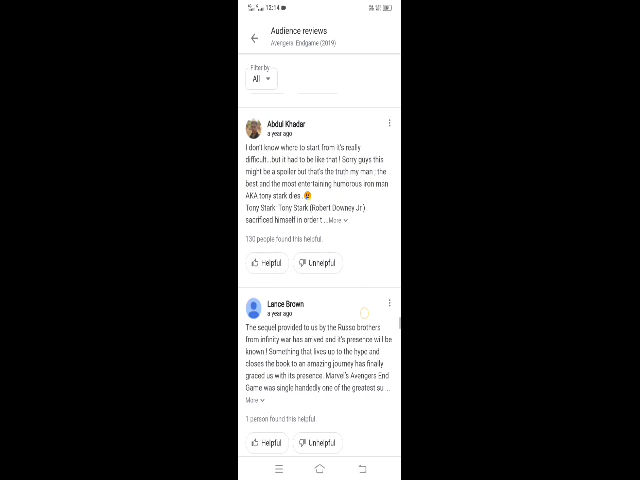 12:14
Audience reviews
Avengers: Endgame (2019)
Filter by
All
Abdul Khadar
a year ago
I don't know where to start from it's really
difficult...but it had to be like that ! Sorry guys this
might be a spoiler but that's the truth my man ; the
best and the most entertaining humorous iron man
AKA tony stark dies .
Tony Stark: Tony Stark (Robert Downey Jr.)
sacrificed himself in order t ... More
130 people found this helpful.
Helpful Unhelpful
Lance Brown
a year ago
The sequel provided to us by the Russo brothers
from infinity war has arrived and it's presence will be
known ! Something that lives up to the hype and
closes the book to an amazing journey has finally
graced us with its presence. Marvel's Avengers End
Game was single handedly one of the greatest su ...
More
1 person found this helpful
Helpful Unhelpful